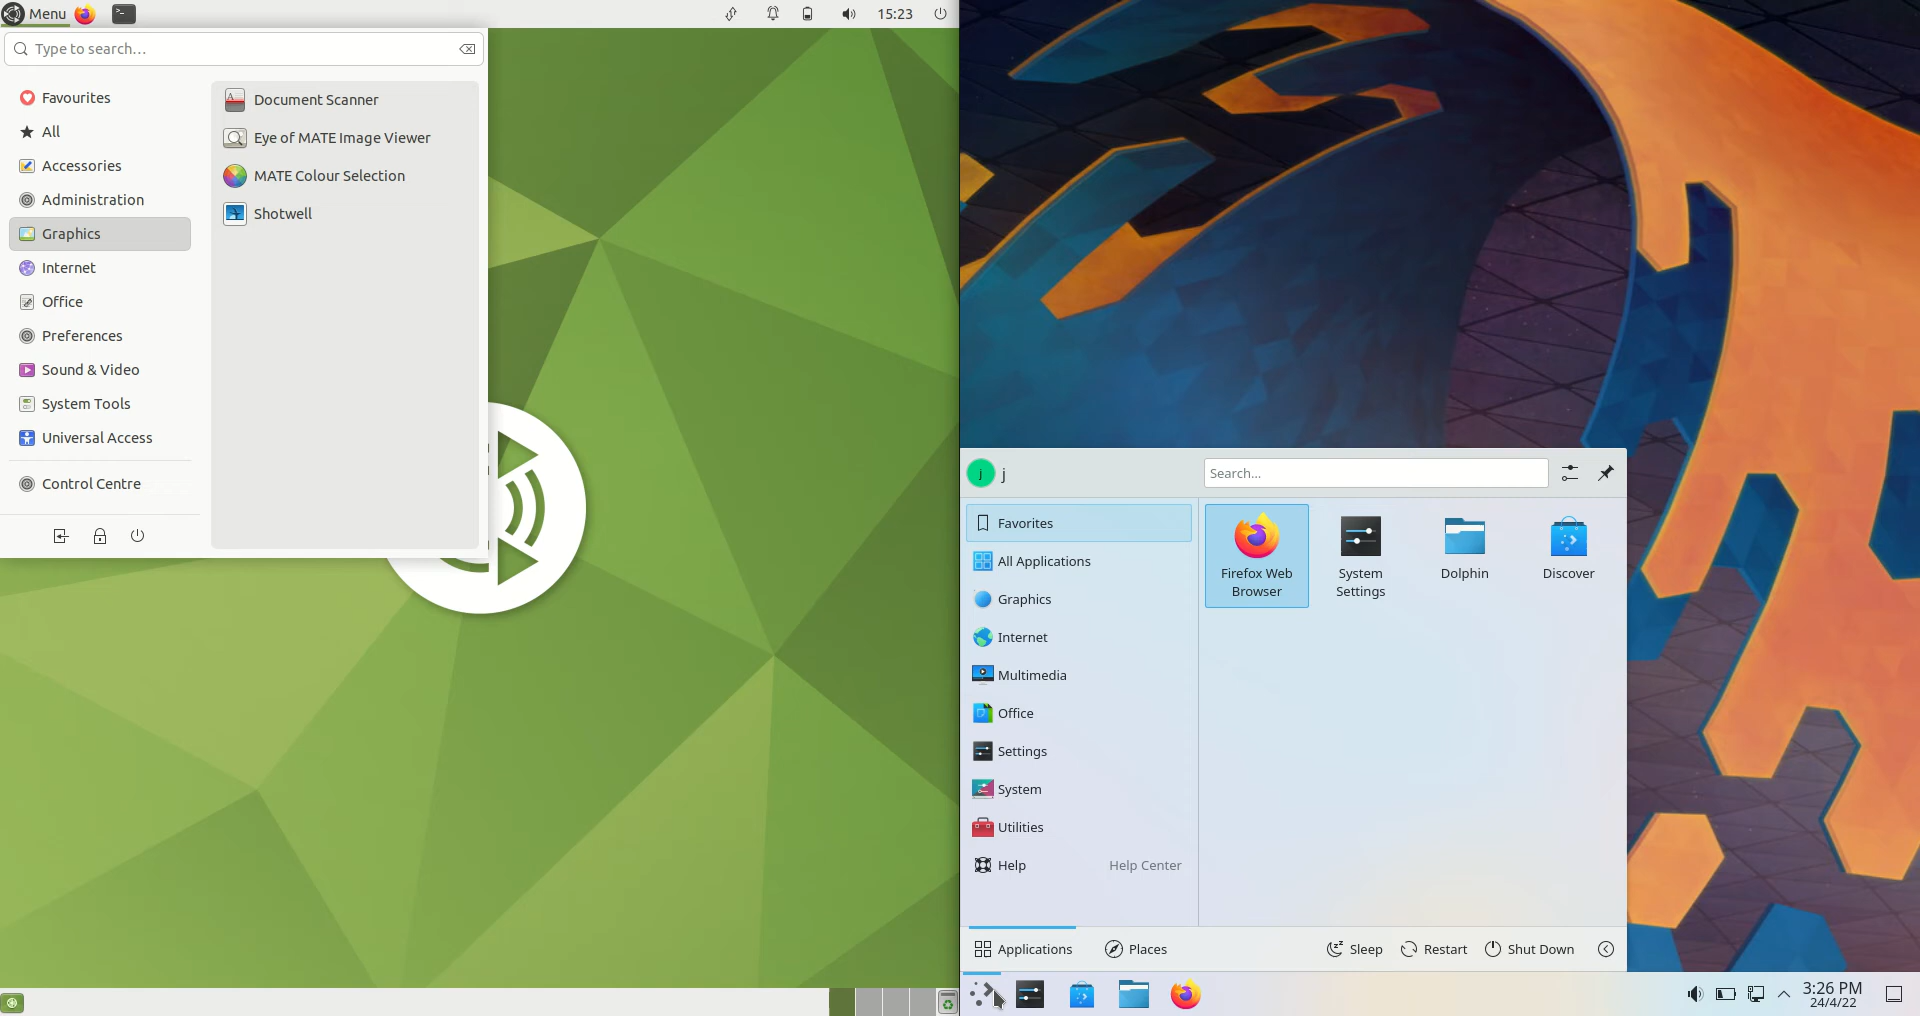 Menu
15:23
Type to search...
Favourites
All
Accessories
Administration
Graphics
Internet
Office
Preferences
Sound & Video
System Tools
Universal Access
Control Centre
Document Scanner
Eye of MATE Image Viewer
MATE Colour Selection
Shotwell
j
j
Search...
Favorites
All Applications
Graphics
Internet
Multimedia
Office
Settings
System
Utilities
Help
Help Center
Firefox Web
Browser
System
Settings
Dolphin
Discover
Applications
Places
Sleep
Restart
Shut Down
3:26 PM
24/4/22